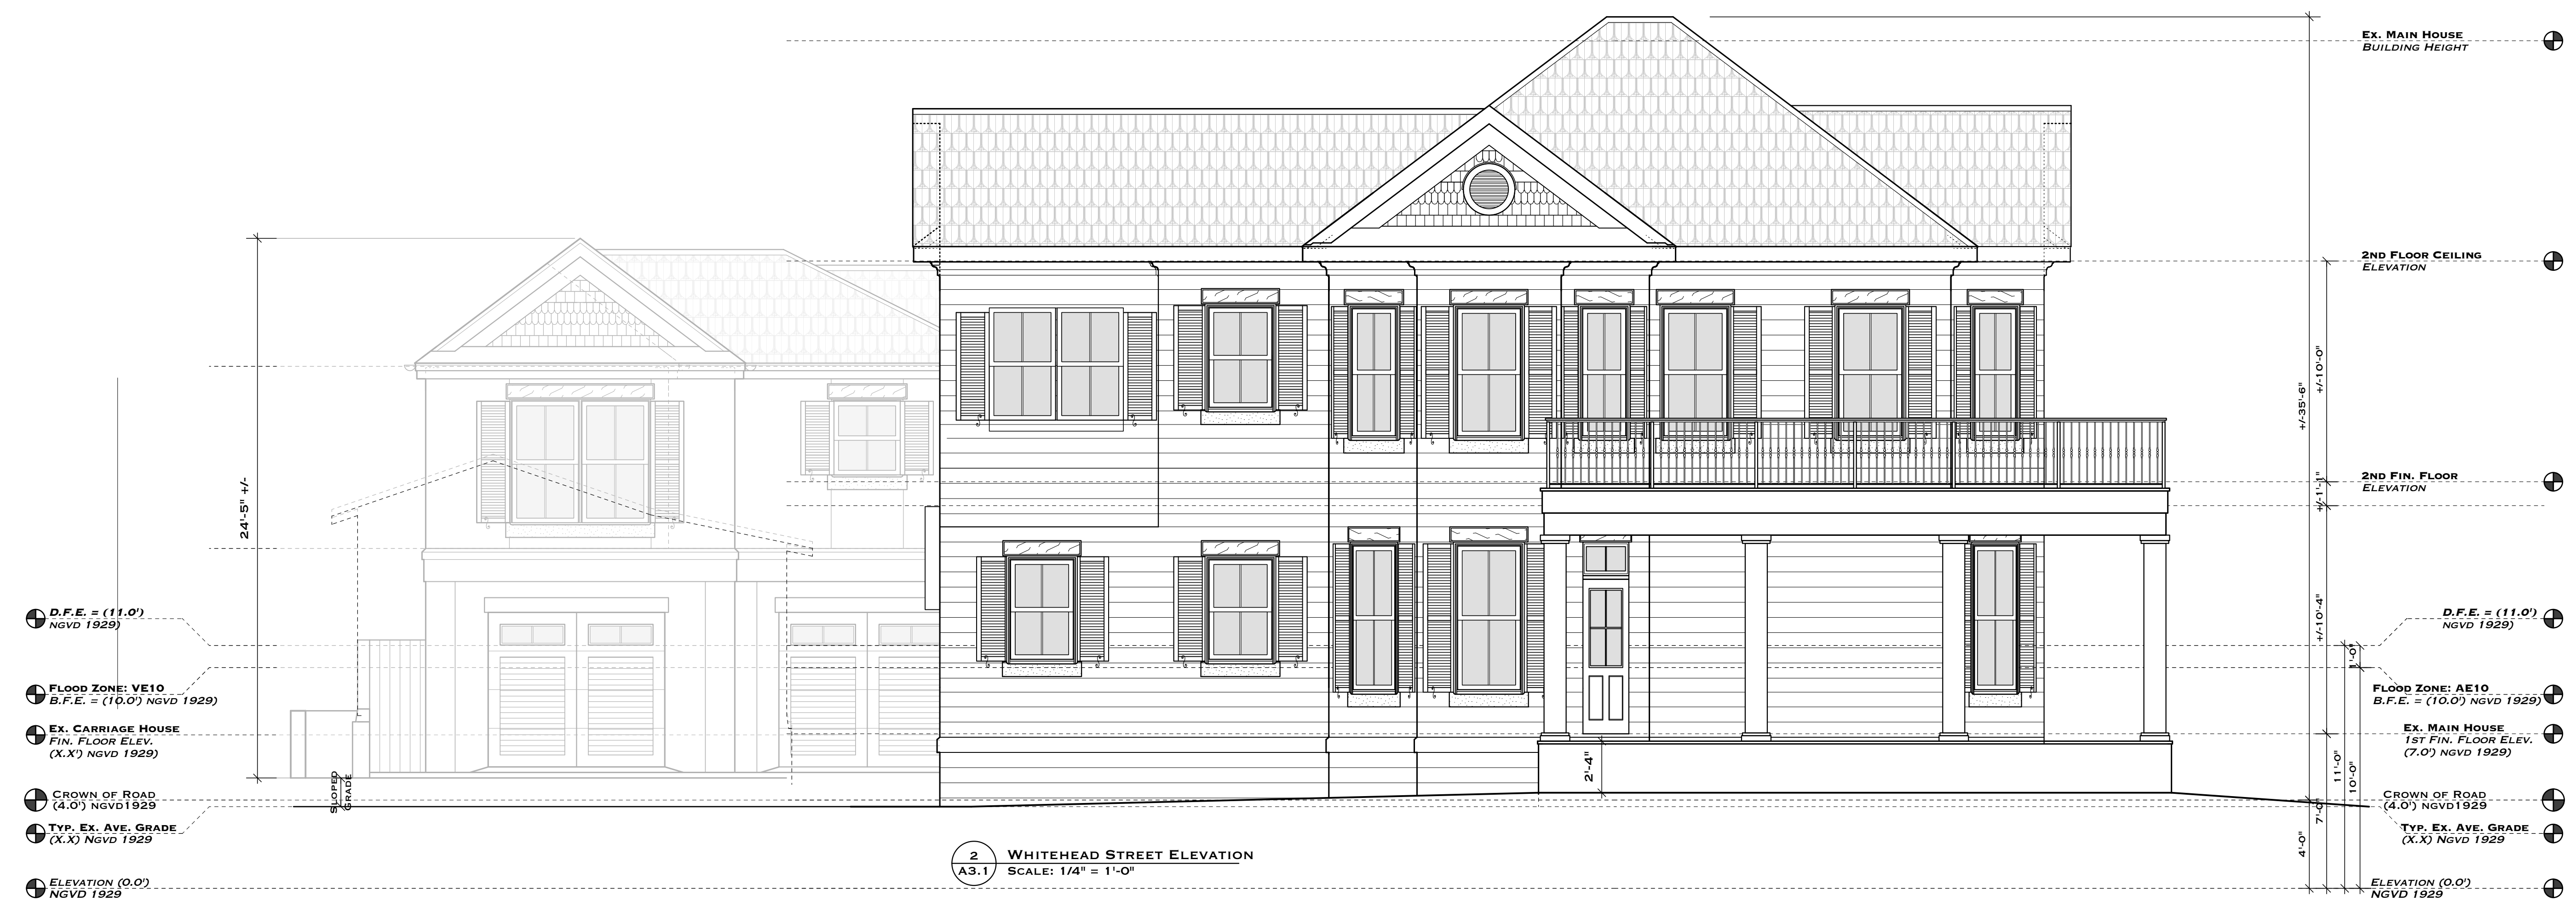 Ex. Main House
Building Height
2nd Floor Ceiling
Elevation
2nd Fin. Floor
Elevation
+/-35'-6"
+/-10'-0"
+/-1'-1"
+/-10'-4"
24'-5" +/-
D.F.E. = (11.0')
NGVD 1929)
Flood Zone: VE10
B.F.E. = (10.0') NGVD 1929)
Ex. Carriage House
Fin. Floor Elev.
(X.X') NGVD 1929)
Crown of Road
(4.0') NGVD1929
Typ. Ex. Ave. Grade
(X.X) NGVD 1929
Elevation (0.0')
NGVD 1929
Sloped
Grade
2'-4"
D.F.E. = (11.0')
NGVD 1929)
1'-0"
Flood Zone: AE10
B.F.E. = (10.0') NGVD 1929)
Ex. Main House
1st Fin. Floor Elev.
(7.0') NGVD 1929)
11'-0"
10'-0"
7'-0"
4'-0"
Crown of Road
(4.0') NGVD1929
Typ. Ex. Ave. Grade
(X.X) NGVD 1929
Elevation (0.0')
NGVD 1929
2
A3.1
Whitehead Street Elevation
Scale: 1/4" = 1'-0"